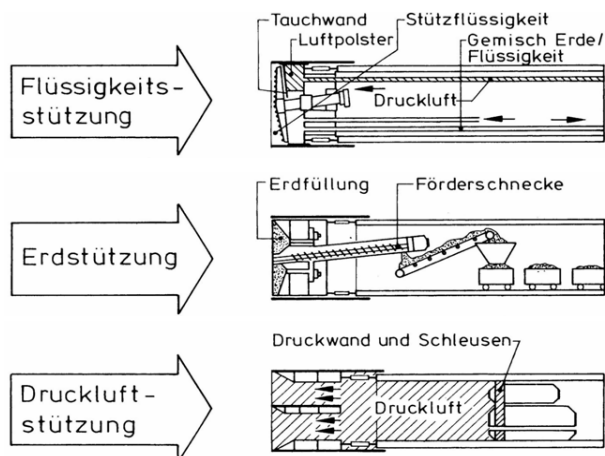 Tauchwand
Stützflüssigkeit
Luftpolster
Gemisch Erde/
Flüssigkeit
Flüssigkeits-
stützung
Druckluft
Erdfüllung
Förderschnecke
Erdstützung
Druckwand und Schleusen
Druckluft-
stützung
Druckluft